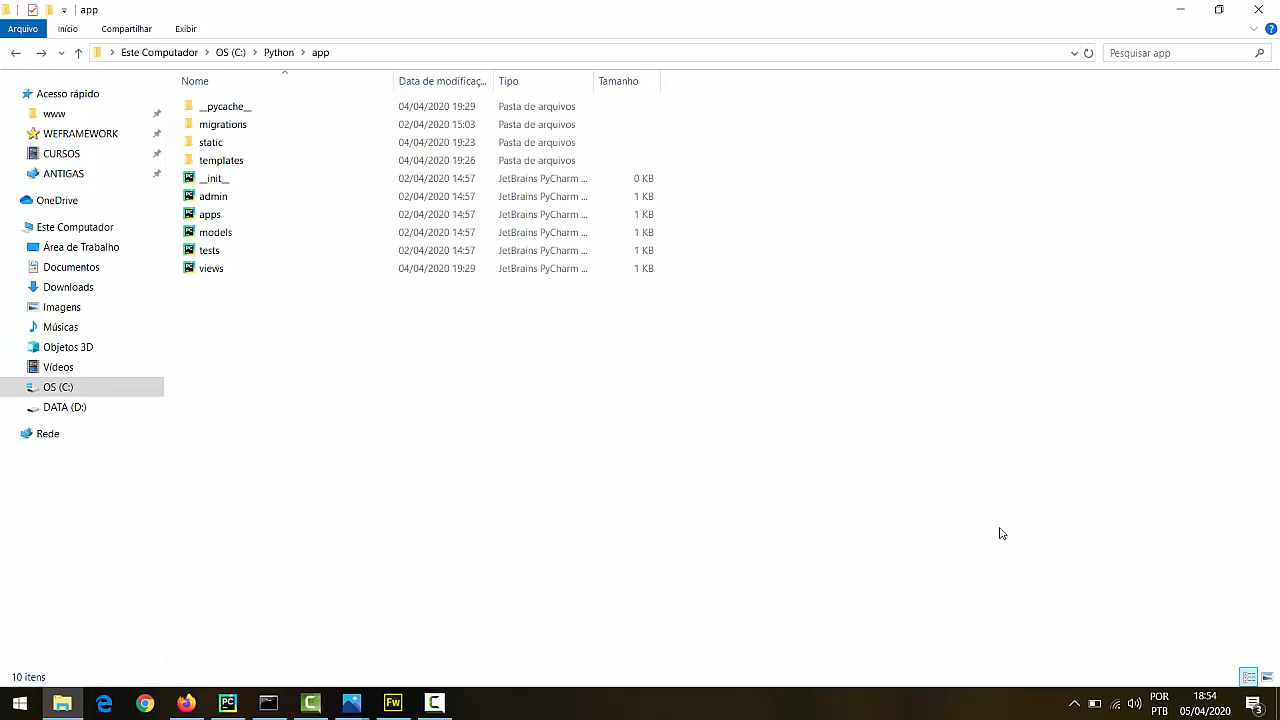 app
Arquivo Início Compartilhar Exibir
Este Computador OS (C:) Python app Pesquisar app
Nome Data de modificaç... Tipo Tamanho
Acesso rápido
www
WEFRAMEWORK
CURSOS
ANTIGAS
OneDrive
Este Computador
Área de Trabalho
Documentos
Downloads
Imagens
Músicas
Objetos 3D
Vídeos
OS (C:)
DATA (D:)
Rede
__pycache__ 04/04/2020 19:29 Pasta de arquivos
migrations 02/04/2020 15:03 Pasta de arquivos
static 04/04/2020 19:23 Pasta de arquivos
templates 04/04/2020 19:26 Pasta de arquivos
__init__ 02/04/2020 14:57 JetBrains PyCharm ... 0 KB
admin 02/04/2020 14:57 JetBrains PyCharm ... 1 KB
apps 02/04/2020 14:57 JetBrains PyCharm ... 1 KB
models 02/04/2020 14:57 JetBrains PyCharm ... 1 KB
tests 02/04/2020 14:57 JetBrains PyCharm ... 1 KB
views 04/04/2020 19:29 JetBrains PyCharm ... 1 KB
10 itens
PC Fw POR 18:54
PTB 05/04/2020 3